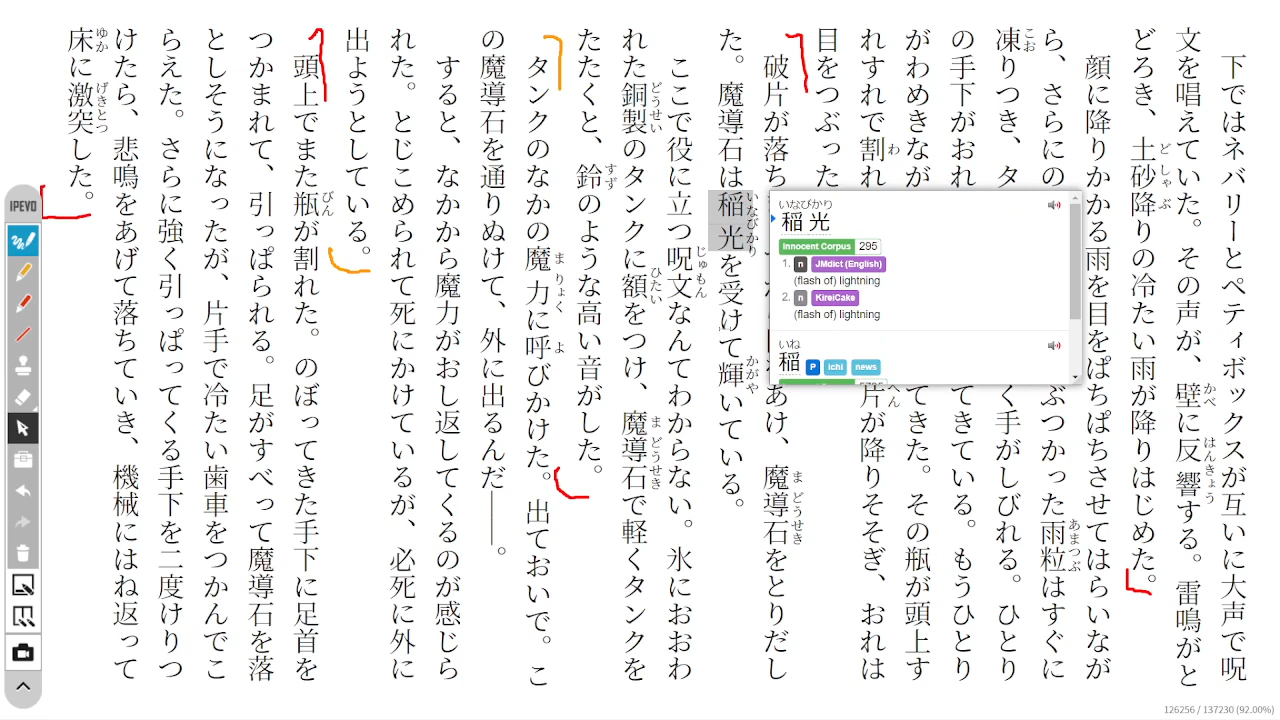 下ではネバリーとペティボックスが互いに大声で呪
文を唱えていた。その声が、壁に反響する。雷鳴がと
どろき、土砂降りの冷たい雨が降りはじめた。
顔に降りかかる雨を目をぱちぱちさせてはらいなが
ら、さらにの ぶつかった雨粒はすぐに
凍りつき、タ く手がしびれる。ひとり
の手下がおれ てきている。もうひとり
がわめきなが てきた。その瓶が頭上す
れすれで割れ 片が降りそそぎ、おれは
目をつぶった
破片が落ち あけ、魔導石をとりだし
た。魔導石は稲光を受けて輝いている。
ここで役に立つ呪文なんてわからない。氷におおわ
れた銅製のタンクに額をつけ、魔導石で軽くタンクを
たたくと、鈴のような高い音がした。
タンクのなかの魔力に呼びかけた。出ておいで。こ
の魔導石を通りぬけて、外に出るんだ――。
すると、なかから魔力がおし返してくるのが感じら
れた。とじこめられて死にかけているが、必死に外に
出ようとしている。
頭上でまた瓶が割れた。のぼってきた手下に足首を
つかまれて、引っぱられる。足がすべって魔導石を落
としそうになったが、片手で冷たい歯車をつかんでこ
らえた。さらに強く引っぱってくる手下を二度けりつ
けたら、悲鳴をあげて落ちていき、機械にはね返って
床に激突した。
いなびかり
稲光
Innocent Corpus 295
1. n JMdict (English)
(flash of) lightning
2. n KireiCake
(flash of) lightning
いね
稲 P ichi news
IPEVO
126256 / 137230 (92.00%)